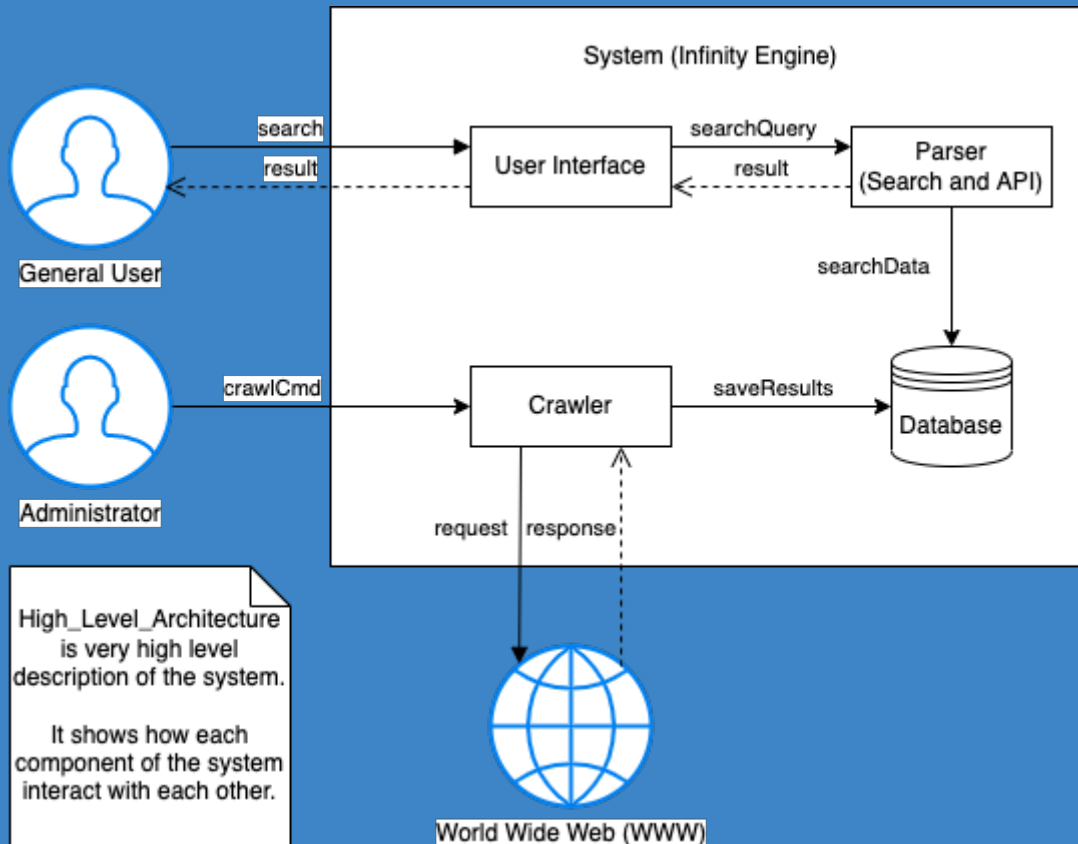 System (Infinity Engine)
search
searchQuery
User Interface
Parser
(Search and API)
result
result
General User
searchData
crawlCmd
Crawler
saveResults
Database
Administrator
request
response
High_Level_Architecture
is very high level
description of the system.
It shows how each
component of the system
interact with each other.
World Wide Web (WWW)